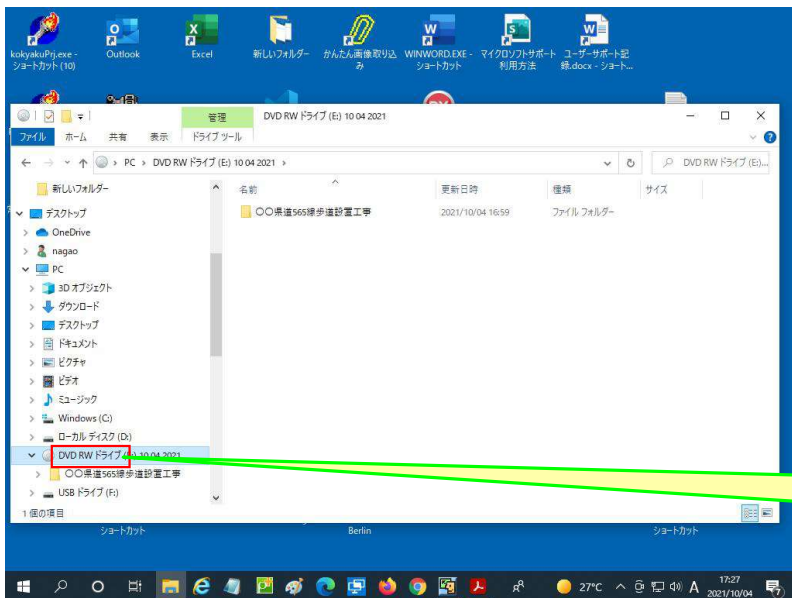 kokyakuPrj.exe - ショートカット (10)
Outlook
Excel
新しいフォルダー
かんたん画像取り込み
WINWORD.EXE - ショートカット
マイクロソフトサポート利用方法
ユーザーサポート記録.docx - ショート...
管理
DVD RW ドライブ (E:) 10 04 2021
ファイル ホーム 共有 表示 ドライブ ツール
PC › DVD RW ドライブ (E:) 10 04 2021 ›
DVD RW ドライブ (E:)...
新しいフォルダー
名前 更新日時 種類 サイズ
〇〇県道565線歩道設置工事 2021/10/04 16:59 ファイル フォルダー
デスクトップ
OneDrive
nagao
PC
3D オブジェクト
ダウンロード
デスクトップ
ドキュメント
ピクチャ
ビデオ
ミュージック
Windows (C:)
ローカル ディスク (D:)
DVD RW ドライブ (E:) 10 04 2021
〇〇県道565線歩道設置工事
USB ドライブ (F:)
1 個の項目
ショートカット
Berlin
ショートカット
27°C
A
17:27
2021/10/04